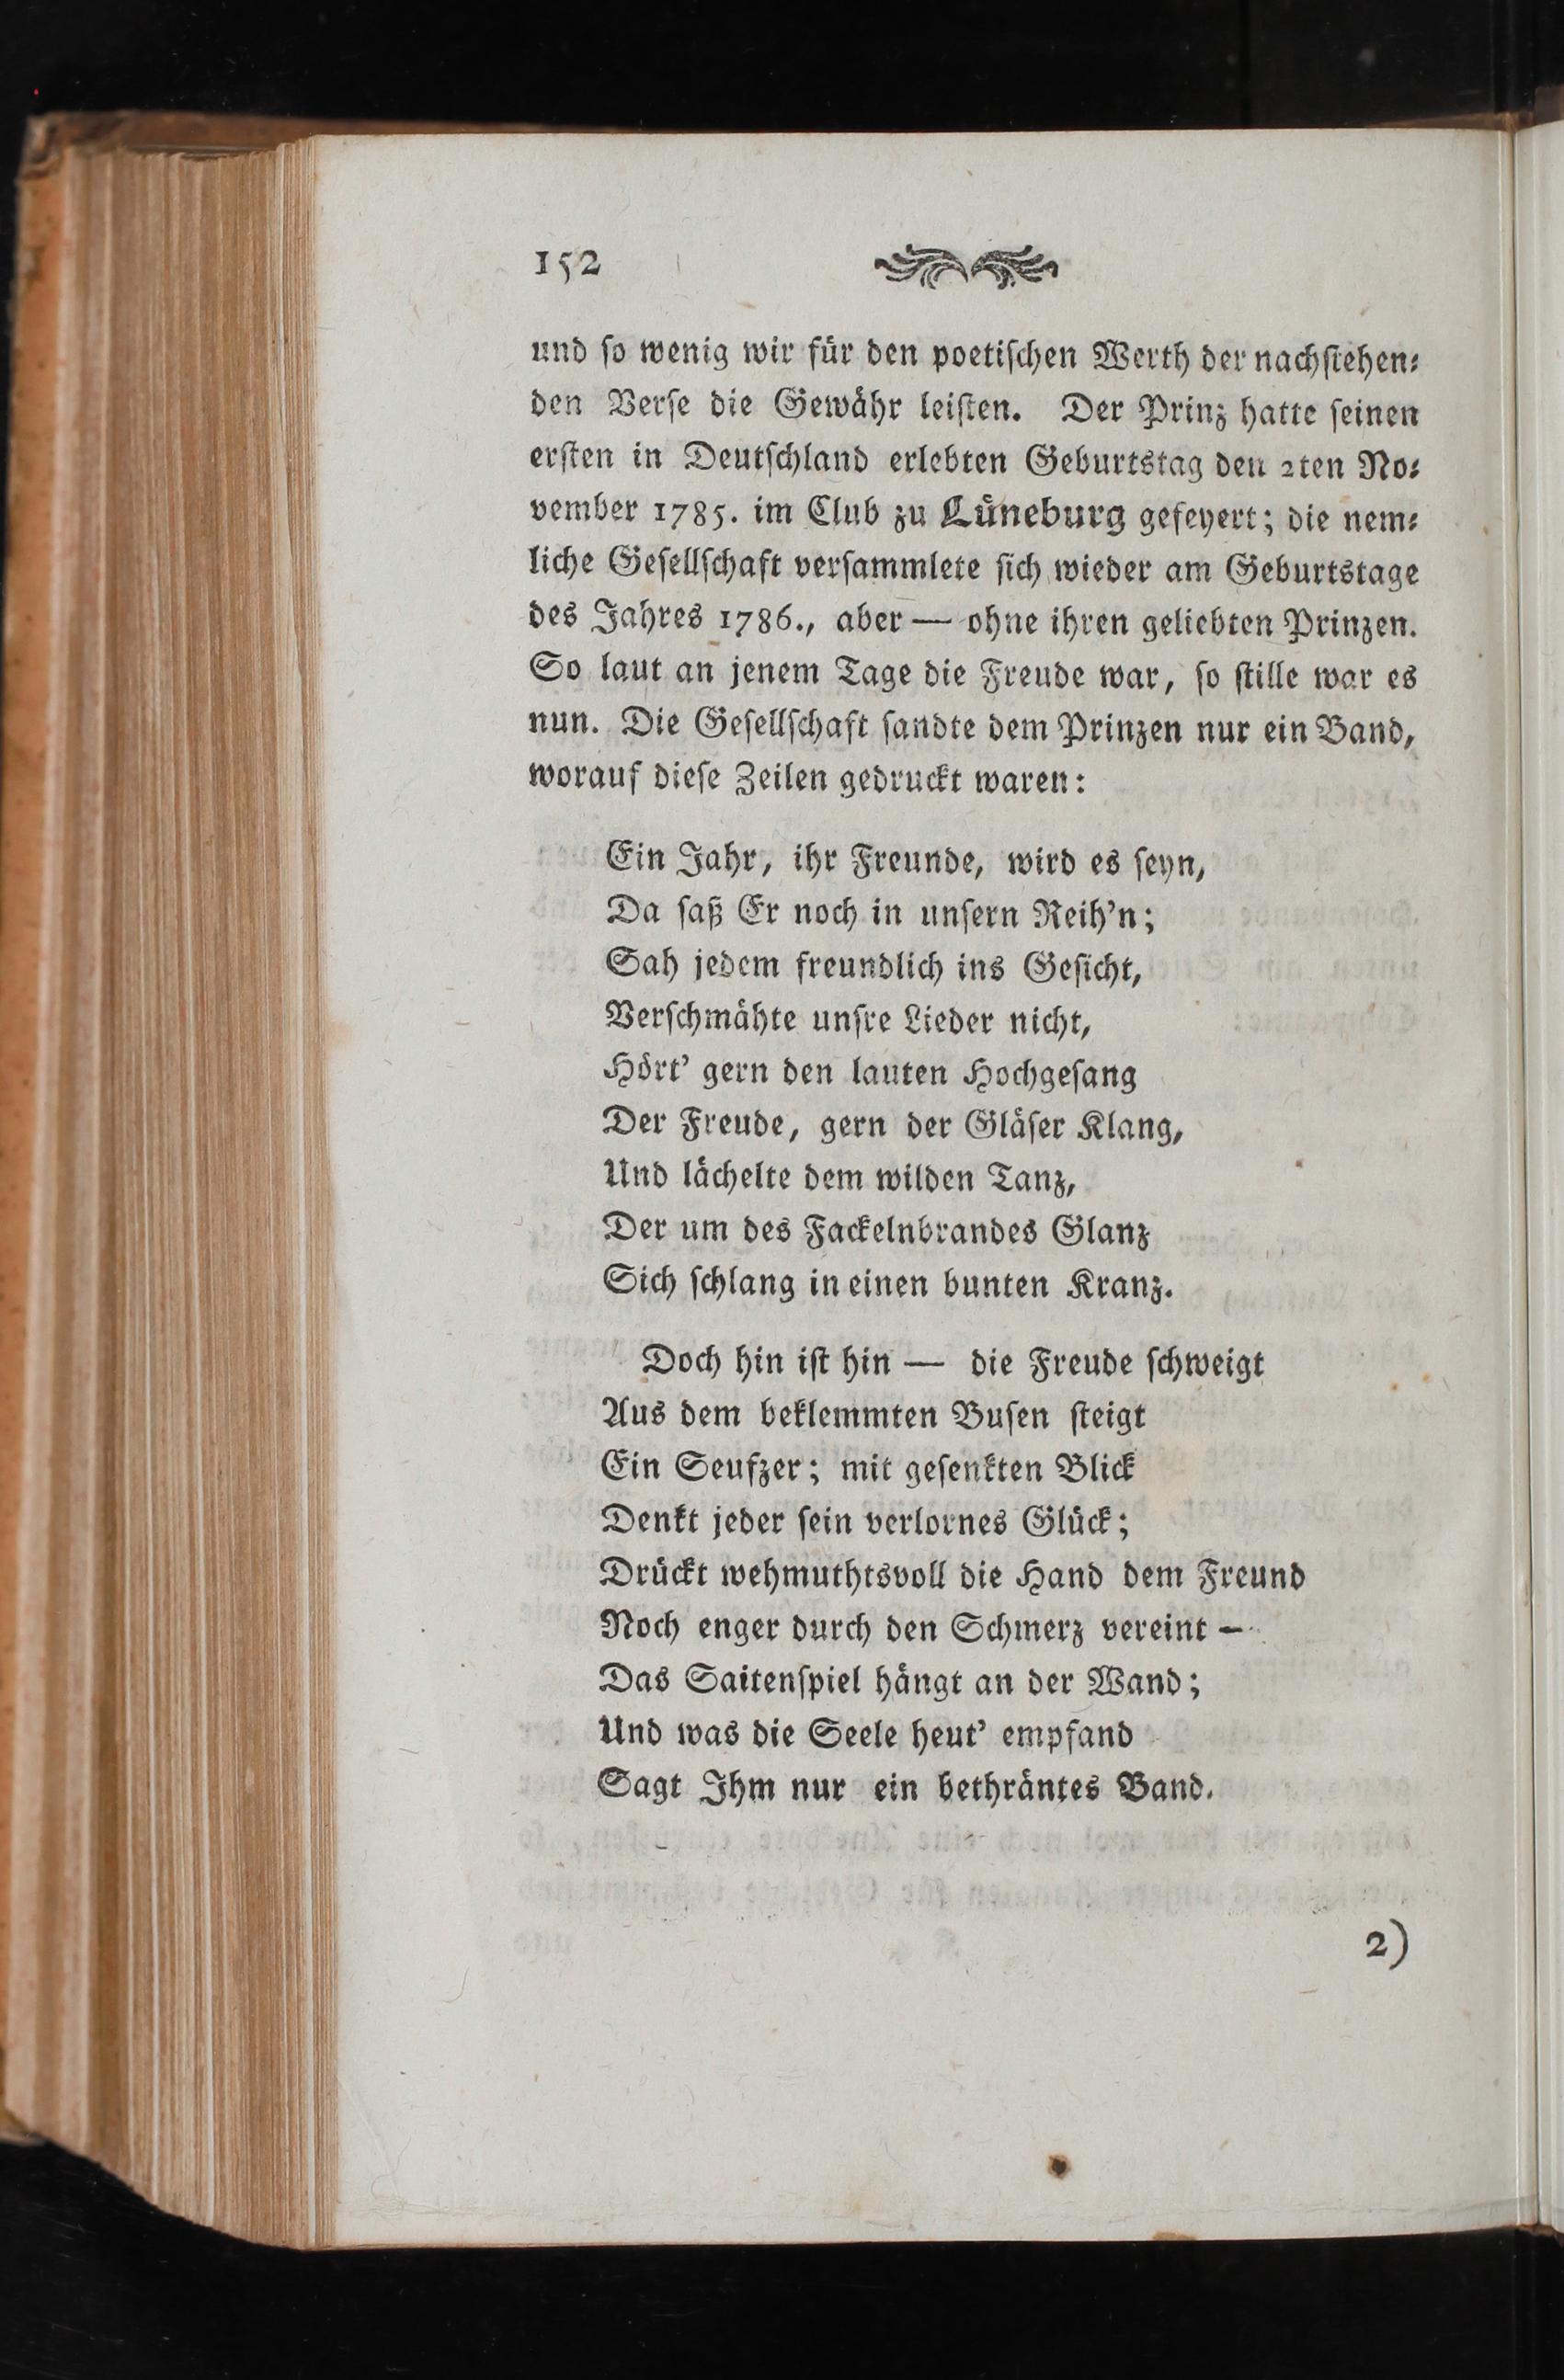 152
und ſo wenig wir für den poetiſchen Werth der nachſtehen⸗
den Verſe die Gewähr leiſten. Der Prinz hatte ſeinen
erſten in Deutſchland erlebten Geburtstag den 2ten No⸗
vember 1785. im Club zu Lüneburg gefeyert; die nem⸗
liche Geſellſchaft verſammlete ſich wieder am Geburtstage
des Jahres 1786., aber — ohne ihren geliebten Prinzen.
So laut an jenem Tage die Freude war, ſo ſtille war es
nun. Die Geſellſchaft ſandte dem Prinzen nur ein Band,
worauf dieſe Zeilen gedruckt waren:
Ein Jahr, ihr Freunde, wird es ſeyn,
Da ſaß Er noch in unſern Reih'n;
Sah jedem freundlich ins Geſicht,
Verſchmähte unſre Lieder nicht,
Hört' gern den lauten Hochgeſang
Der Freude, gern der Gläſer Klang,
Und lächelte dem wilden Tanz,
Der um des Fackelnbrandes Glanz
Sich ſchlang in einen bunten Kranz.
Doch hin iſt hin — die Freude ſchweigt
Aus dem beklemmten Buſen ſteigt
Ein Seufzer; mit geſenkten Blick
Denkt jeder ſein verlornes Glück;
Drückt wehmuthtsvoll die Hand dem Freund
Noch enger durch den Schmerz vereint –
Das Saitenſpiel hängt an der Wand;
Und was die Seele heut' empfand
Sagt Ihm nur ein bethräntes Band.
2)